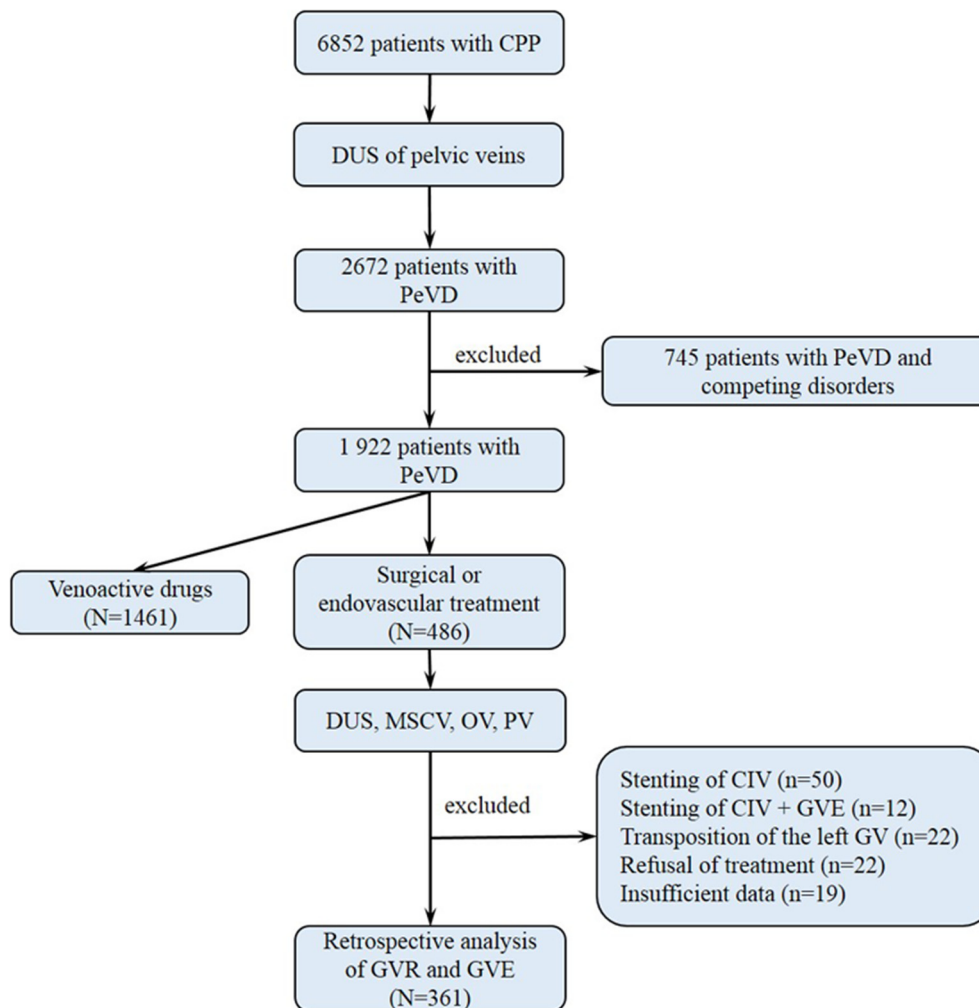 6852 patients with CPP
DUS of pelvic veins
2672 patients with
PeVD
excluded
745 patients with PeVD and
competing disorders
1 922 patients with
PeVD
Venoactive drugs
(N=1461)
Surgical or
endovascular treatment
(N=486)
DUS, MSCV, OV, PV
excluded
Stenting of CIV (n=50)
Stenting of CIV + GVE (n=12)
Transposition of the left GV (n=22)
Refusal of treatment (n=22)
Insufficient data (n=19)
Retrospective analysis
of GVR and GVE
(N=361)